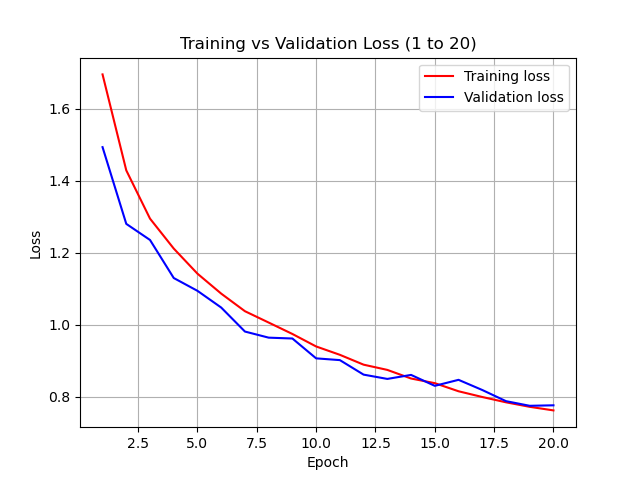 Training vs Validation Loss (1 to 20)
Training loss
Validation loss
1.6
1.4
1.2
1.0
0.8
Loss
2.5 5.0 7.5 10.0 12.5 15.0 17.5 20.0
Epoch